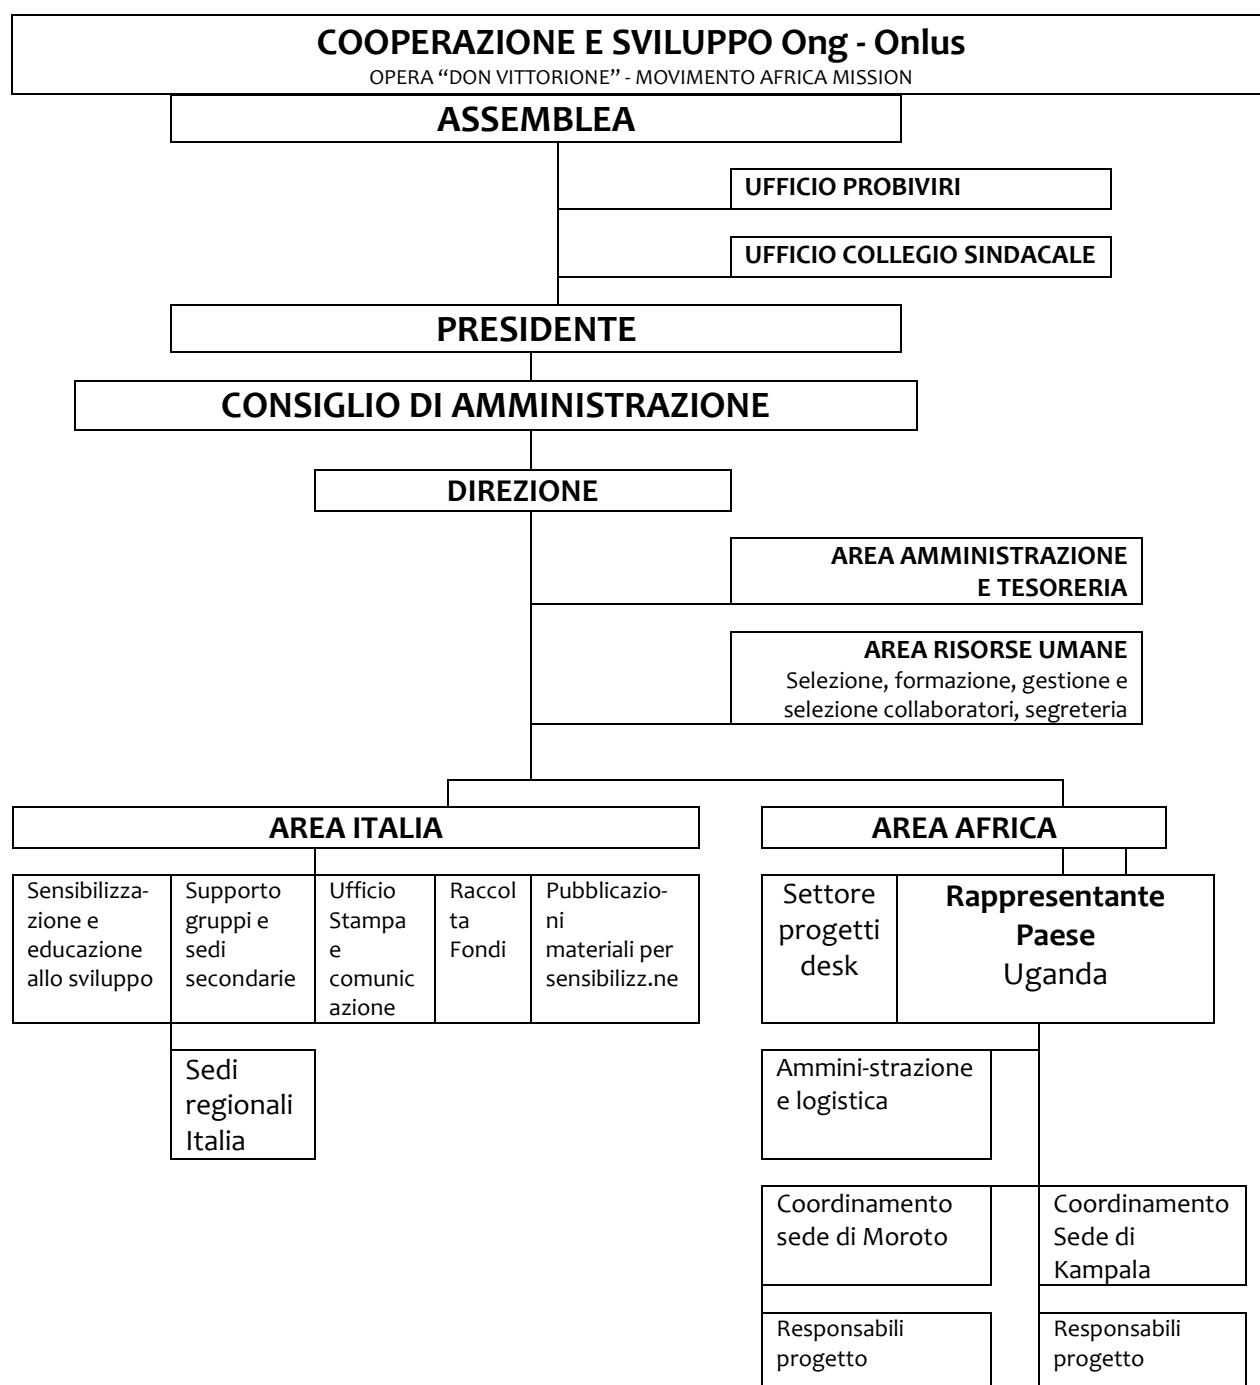 COOPERAZIONE E SVILUPPO Ong - Onlus
OPERA “DON VITTORIONE” - MOVIMENTO AFRICA MISSION
ASSEMBLEA
UFFICIO PROBIVIRI
UFFICIO COLLEGIO SINDACALE
PRESIDENTE
CONSIGLIO DI AMMINISTRAZIONE
DIREZIONE
AREA AMMINISTRAZIONE
E TESORERIA
AREA RISORSE UMANE
Selezione, formazione, gestione e
selezione collaboratori, segreteria
AREA ITALIA
Sensibilizza-
zione e
educazione
allo sviluppo
Supporto
gruppi e
sedi
secondarie
Ufficio
Stampa
e
comunic
azione
Raccol
ta
Fondi
Pubblicazio-
ni
materiali per
sensibilizz.ne
Sedi
regionali
Italia
AREA AFRICA
Settore
progetti
desk
Rappresentante
Paese
Uganda
Ammini-strazione
e logistica
Coordinamento
sede di Moroto
Coordinamento
Sede di
Kampala
Responsabili
progetto
Responsabili
progetto